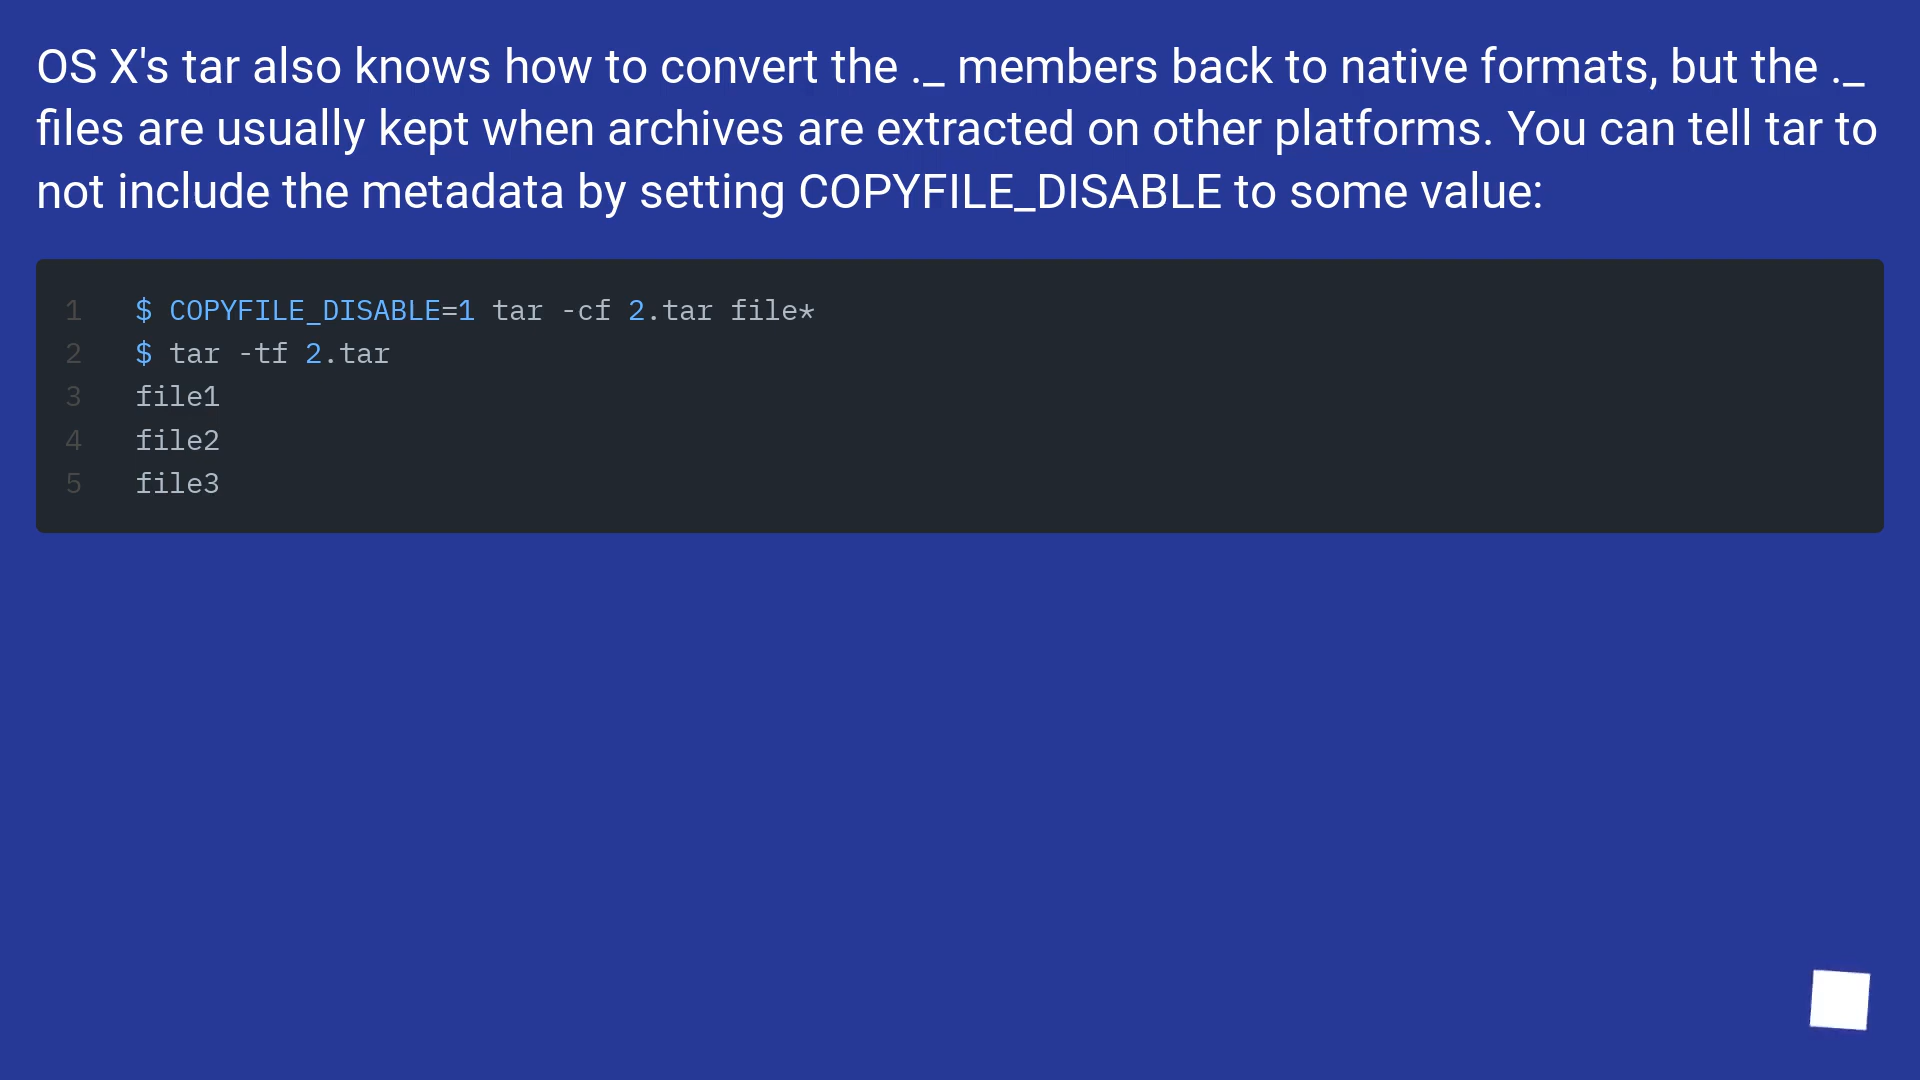 OS X's tar also knows how to convert the ._ members back to native formats, but the ._
files are usually kept when archives are extracted on other platforms. You can tell tar to
not include the metadata by setting COPYFILE_DISABLE to some value:
1 $ COPYFILE_DISABLE=1 tar -cf 2.tar file*
2 $ tar -tf 2.tar
3 file1
4 file2
5 file3